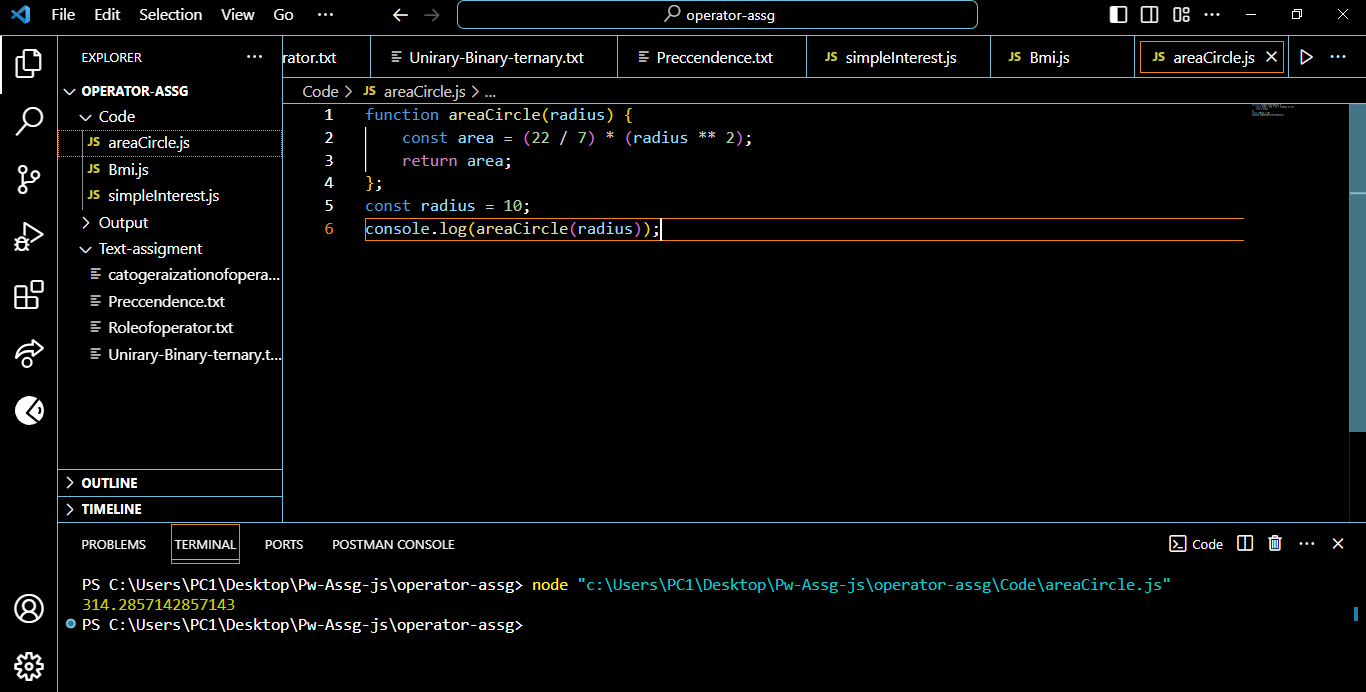 File Edit Selection View Go ··· operator-assg
EXPLORER ···
OPERATOR-ASSG
Code
JS areaCircle.js
JS Bmi.js
JS simpleInterest.js
Output
Text-assigment
catogeraizationofopera...
Preccendence.txt
Roleofoperator.txt
Unirary-Binary-ternary.t...
OUTLINE
TIMELINE
rator.txt Unirary-Binary-ternary.txt Preccendence.txt JS simpleInterest.js JS Bmi.js JS areaCircle.js
Code > JS areaCircle.js > ...
1 function areaCircle(radius) {
2 const area = (22 / 7) * (radius ** 2);
3 return area;
4 };
5 const radius = 10;
6 console.log(areaCircle(radius));
PROBLEMS TERMINAL PORTS POSTMAN CONSOLE Code
PS C:\Users\PC1\Desktop\Pw-Assg-js\operator-assg> node "c:\Users\PC1\Desktop\Pw-Assg-js\operator-assg\Code\areaCircle.js"
314.2857142857143
PS C:\Users\PC1\Desktop\Pw-Assg-js\operator-assg>